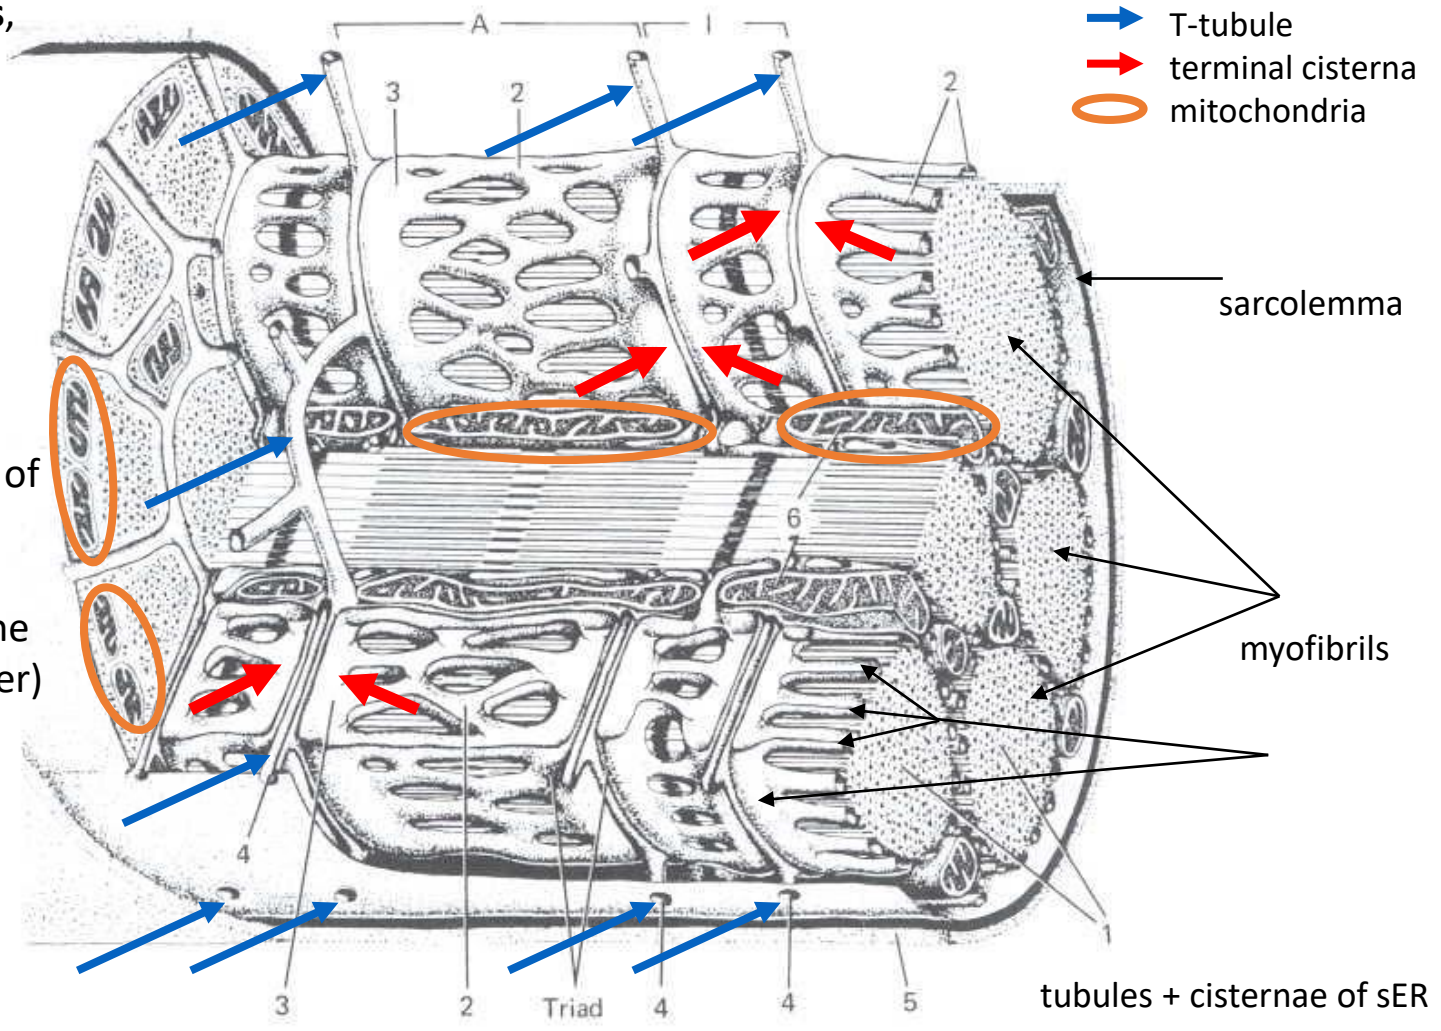 s,
A
I
T-tubule
terminal cisterna
mitochondria
3
2
2
sarcolemma
of
6
ne
er)
myofibrils
4
1
3
2
Triad
4
4
5
tubules + cisternae of sER